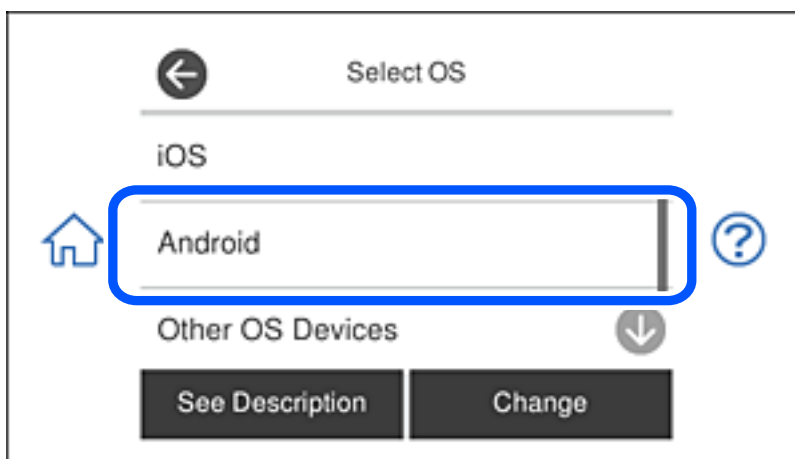 Select OS
iOS
Android
?
Other OS Devices
See Description
Change